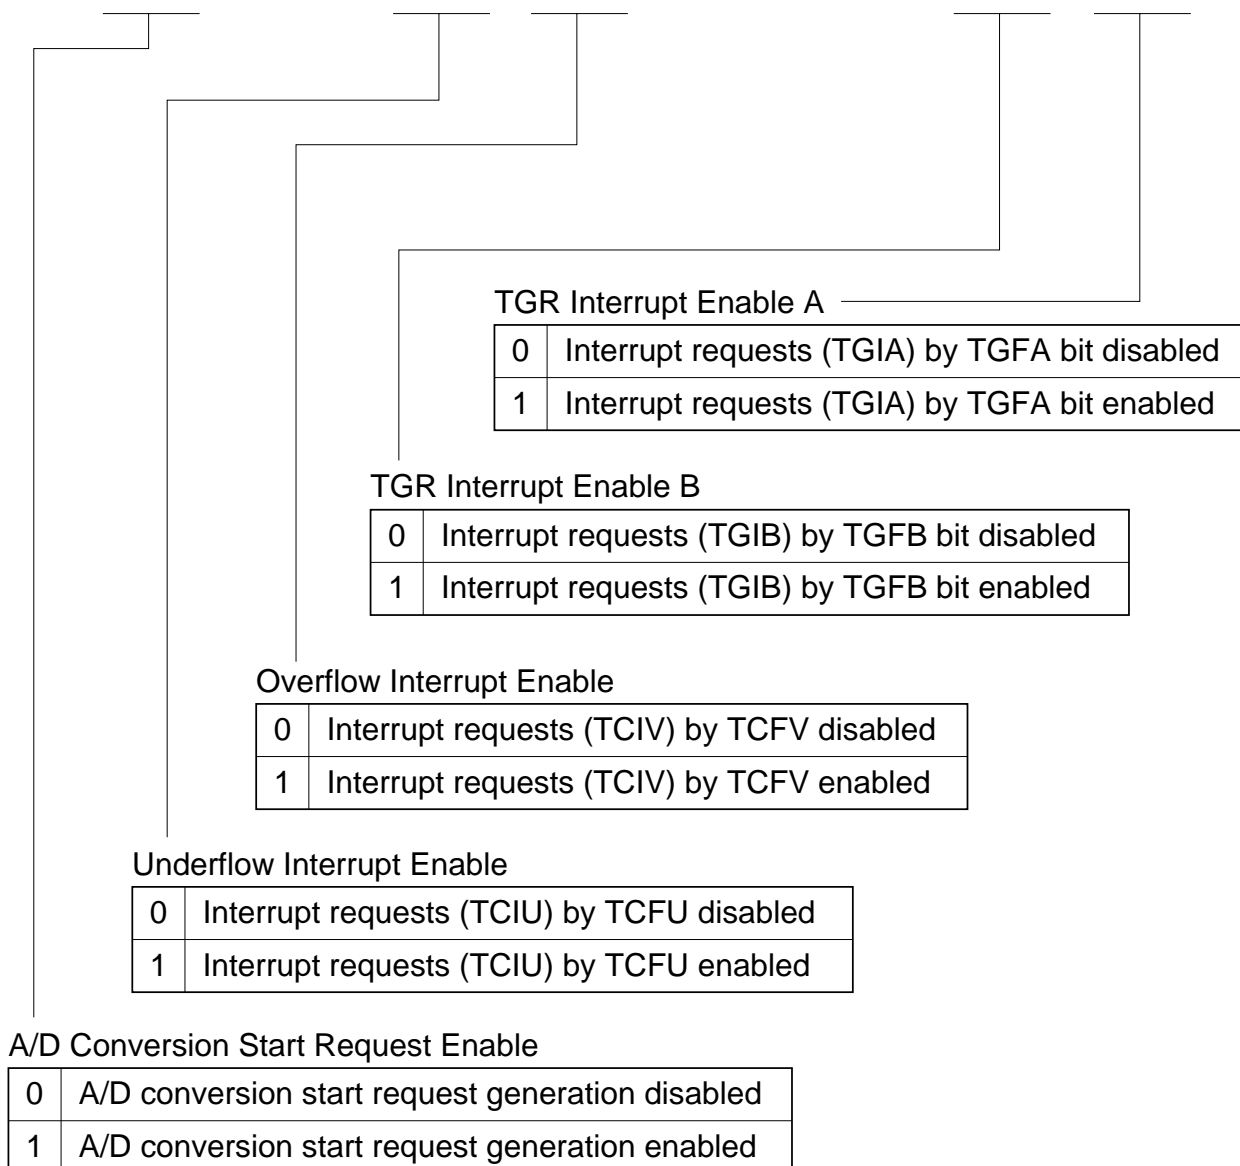 TGR Interrupt Enable A
0 Interrupt requests (TGIA) by TGFA bit disabled
1 Interrupt requests (TGIA) by TGFA bit enabled
TGR Interrupt Enable B
0 Interrupt requests (TGIB) by TGFB bit disabled
1 Interrupt requests (TGIB) by TGFB bit enabled
Overflow Interrupt Enable
0 Interrupt requests (TCIV) by TCFV disabled
1 Interrupt requests (TCIV) by TCFV enabled
Underflow Interrupt Enable
0 Interrupt requests (TCIU) by TCFU disabled
1 Interrupt requests (TCIU) by TCFU enabled
A/D Conversion Start Request Enable
0 A/D conversion start request generation disabled
1 A/D conversion start request generation enabled